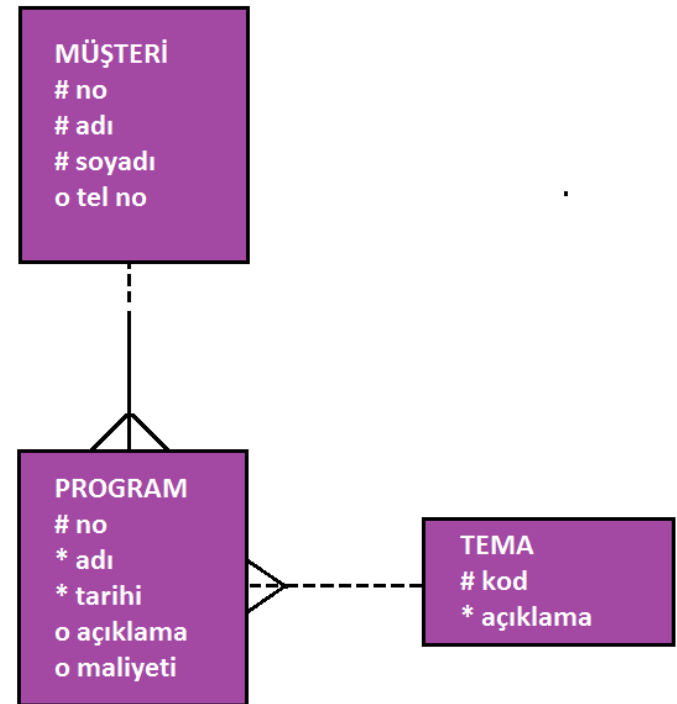 MÜŞTERİ
# no
# adı
# soyadı
o tel no
PROGRAM
# no
* adı
* tarihi
o açıklama
o maliyeti
TEMA
# kod
* açıklama